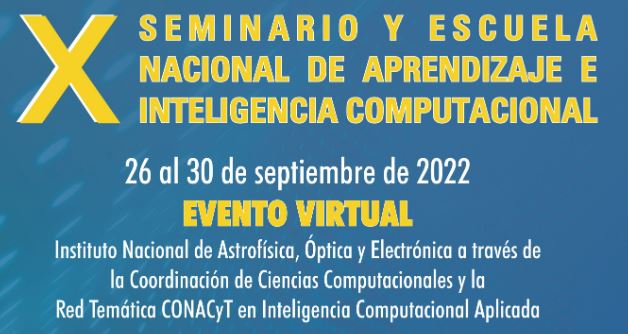 X SEMINARIO Y ESCUELA
NACIONAL DE APRENDIZAJE E
INTELIGENCIA COMPUTACIONAL
26 al 30 de septiembre de 2022
EVENTO VIRTUAL
Instituto Nacional de Astrofísica, Óptica y Electrónica a través de
la Coordinación de Ciencias Computacionales y la
Red Temática CONACyT en Inteligencia Computacional Aplicada